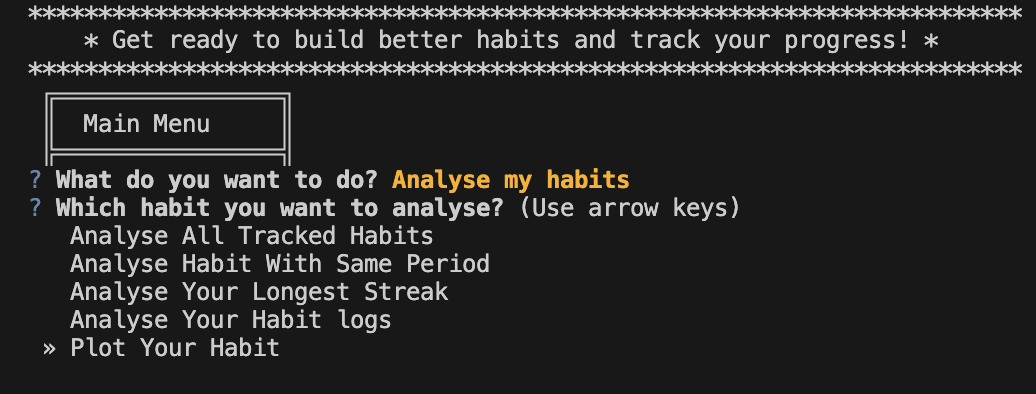 ***********************************************************************
* Get ready to build better habits and track your progress! *
***********************************************************************
Main Menu
? What do you want to do? Analyse my habits
? Which habit you want to analyse? (Use arrow keys)
Analyse All Tracked Habits
Analyse Habit With Same Period
Analyse Your Longest Streak
Analyse Your Habit logs
» Plot Your Habit